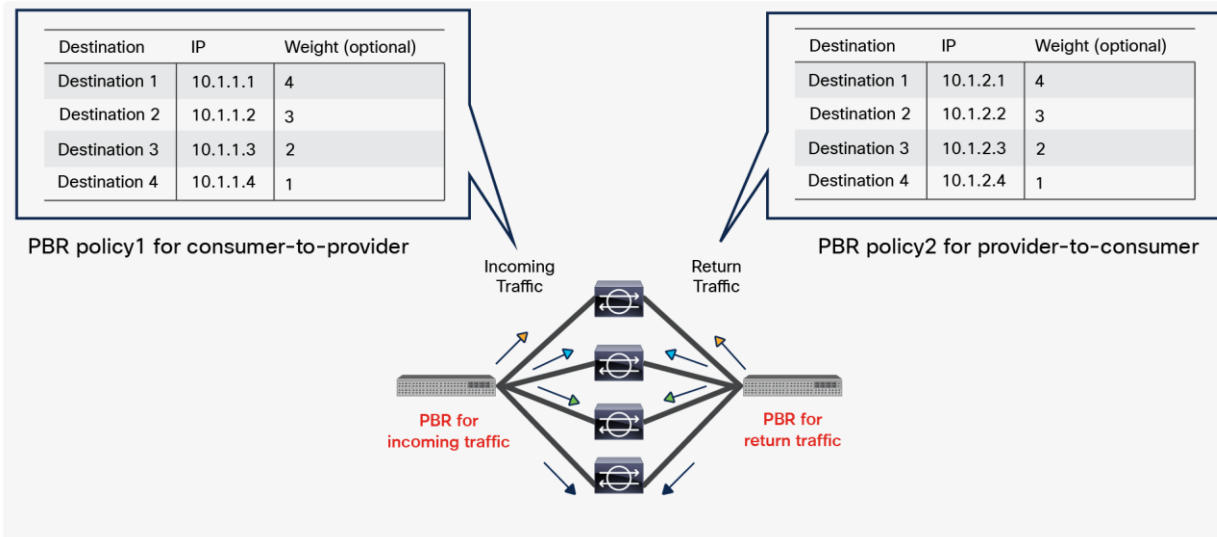 Destination IP Weight (optional)
Destination 1 10.1.1.1 4
Destination 2 10.1.1.2 3
Destination 3 10.1.1.3 2
Destination 4 10.1.1.4 1
PBR policy1 for consumer-to-provider
Destination IP Weight (optional)
Destination 1 10.1.2.1 4
Destination 2 10.1.2.2 3
Destination 3 10.1.2.3 2
Destination 4 10.1.2.4 1
PBR policy2 for provider-to-consumer
Incoming
Traffic
Return
Traffic
PBR for
incoming traffic
PBR for
return traffic